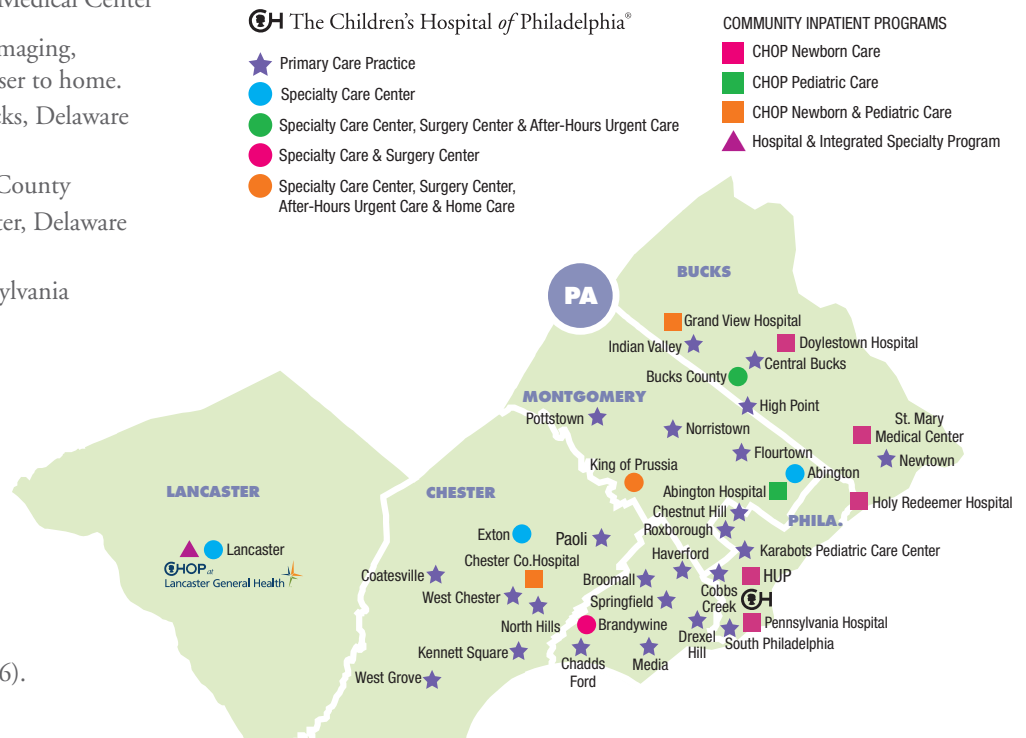 Medical Center
maging,
ser to home.
ks, Delaware
County
ter, Delaware
sylvania
6).
CH The Children's Hospital of Philadelphia®
Primary Care Practice
Specialty Care Center
Specialty Care Center, Surgery Center & After-Hours Urgent Care
Specialty Care & Surgery Center
Specialty Care Center, Surgery Center,
After-Hours Urgent Care & Home Care
COMMUNITY INPATIENT PROGRAMS
CHOP Newborn Care
CHOP Pediatric Care
CHOP Newborn & Pediatric Care
Hospital & Integrated Specialty Program
PA
BUCKS
Grand View Hospital
Indian Valley
Doylestown Hospital
Central Bucks
Bucks County
MONTGOMERY
High Point
Pottstown
Norristown
St. Mary
Medical Center
Flourtown
Newtown
King of Prussia
Abington
Abington Hospital
LANCASTER
CHESTER
Holy Redeemer Hospital
Chestnut Hill
PHILA.
Roxborough
Exton
Paoli
Karabots Pediatric Care Center
Lancaster
CHOP at
Lancaster General Health
Chester Co.Hospital
Haverford
Coatesville
Broomall
HUP
Cobbs
Creek
CH
West Chester
Springfield
North Hills
Brandywine
Pennsylvania Hospital
Drexel
Hill
South Philadelphia
Kennett Square
Chadds
Ford
Media
West Grove